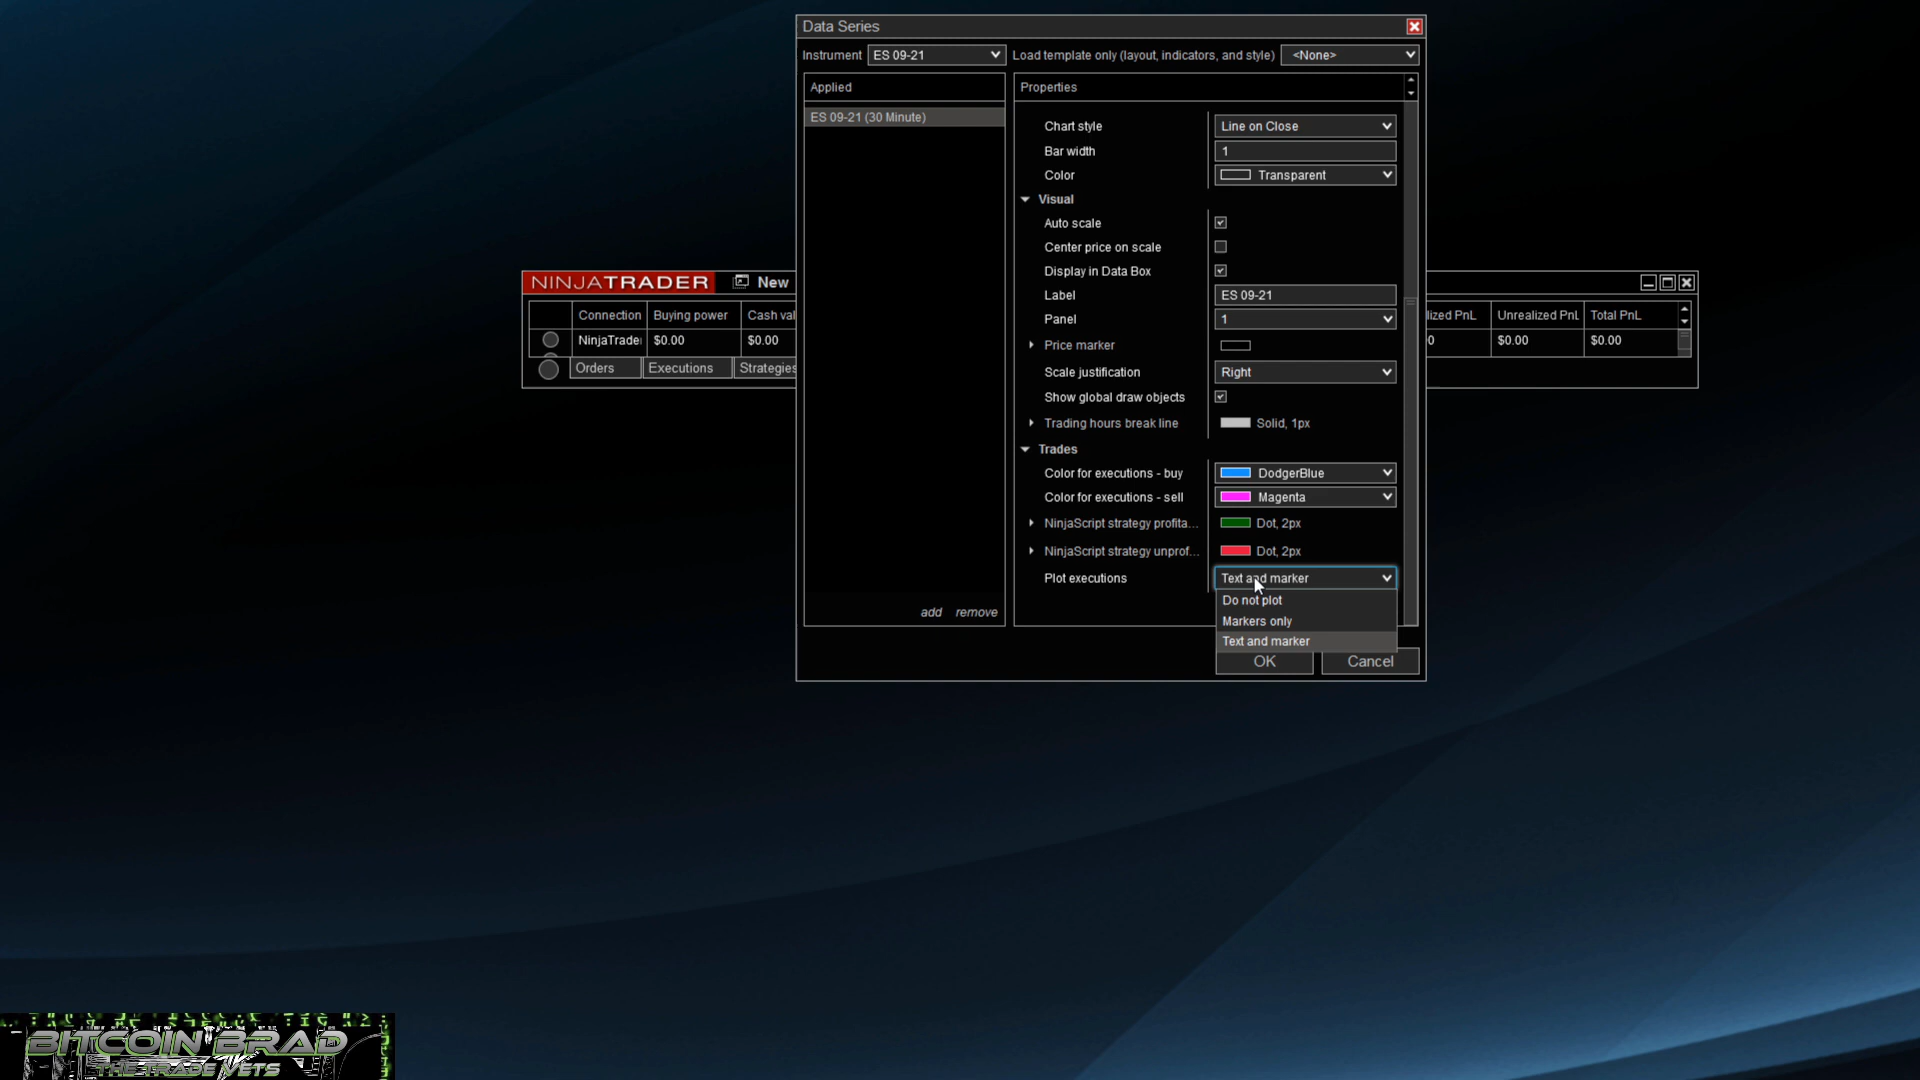 Data Series
Instrument ES 09-21 Load template only (layout, indicators, and style) <None>
Applied
Properties
ES 09-21 (30 Minute)
Chart style Line on Close
Bar width 1
Color Transparent
Visual
Auto scale
Center price on scale
Display in Data Box
Label ES 09-21
Panel 1
Price marker
Scale justification Right
Show global draw objects
Trading hours break line Solid, 1px
Trades
Color for executions - buy DodgerBlue
Color for executions - sell Magenta
NinjaScript strategy profita... Dot, 2px
NinjaScript strategy unprof... Dot, 2px
Plot executions Text and marker
Do not plot
Markers only
Text and marker
add remove
OK Cancel
NINJATRADER New
Connection Buying power Cash val
lized PnL Unrealized PnL Total PnL
NinjaTrade $0.00 $0.00
0 $0.00 $0.00
Orders Executions Strategies
BITCOIN BRAD
THE TRADE VETS